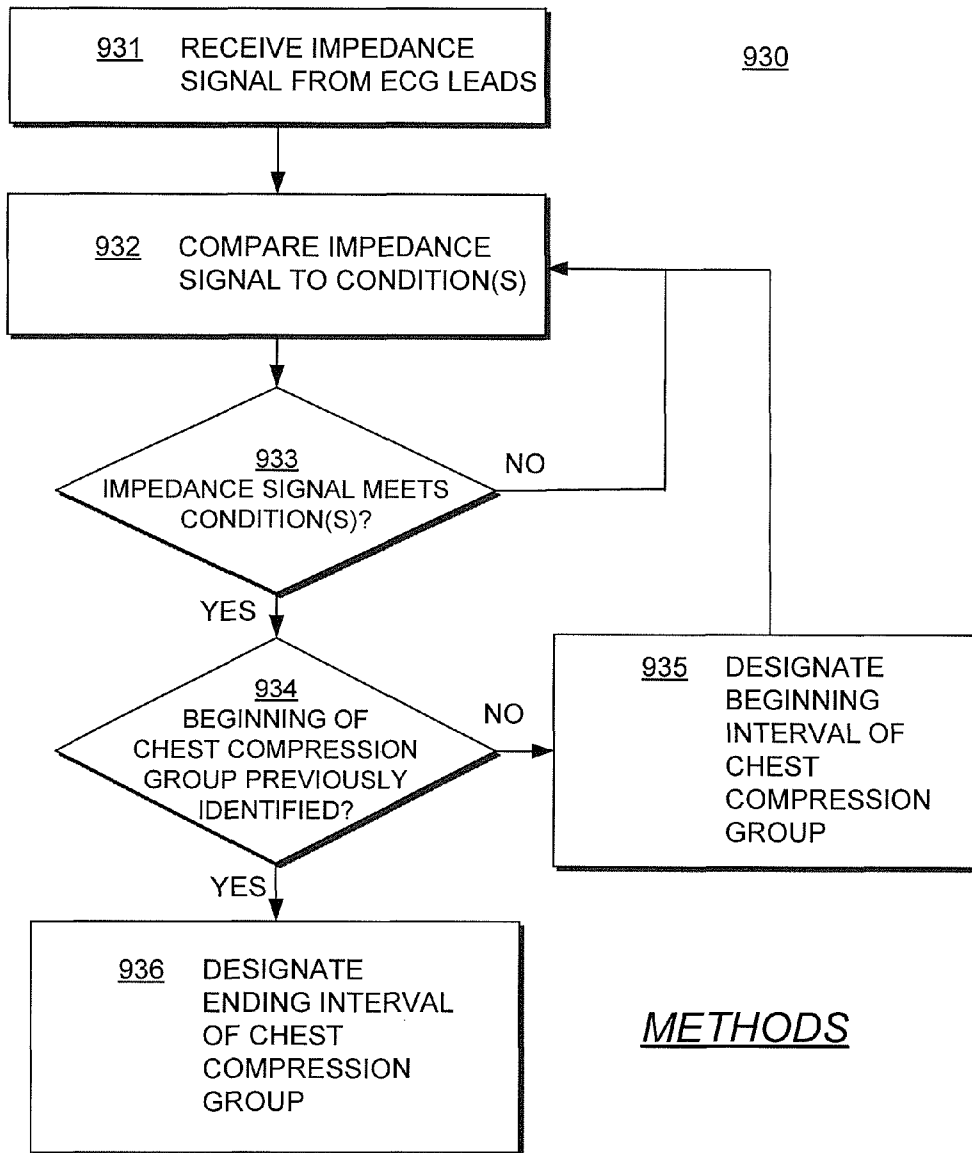 931 RECEIVE IMPEDANCE
SIGNAL FROM ECG LEADS
930
932 COMPARE IMPEDANCE
SIGNAL TO CONDITION(S)
933
IMPEDANCE SIGNAL MEETS
CONDITION(S)?
NO
YES
934
BEGINNING OF
CHEST COMPRESSION
GROUP PREVIOUSLY
IDENTIFIED?
NO
935 DESIGNATE
BEGINNING
INTERVAL OF
CHEST
COMPRESSION
GROUP
YES
936 DESIGNATE
ENDING INTERVAL
OF CHEST
COMPRESSION
GROUP
METHODS